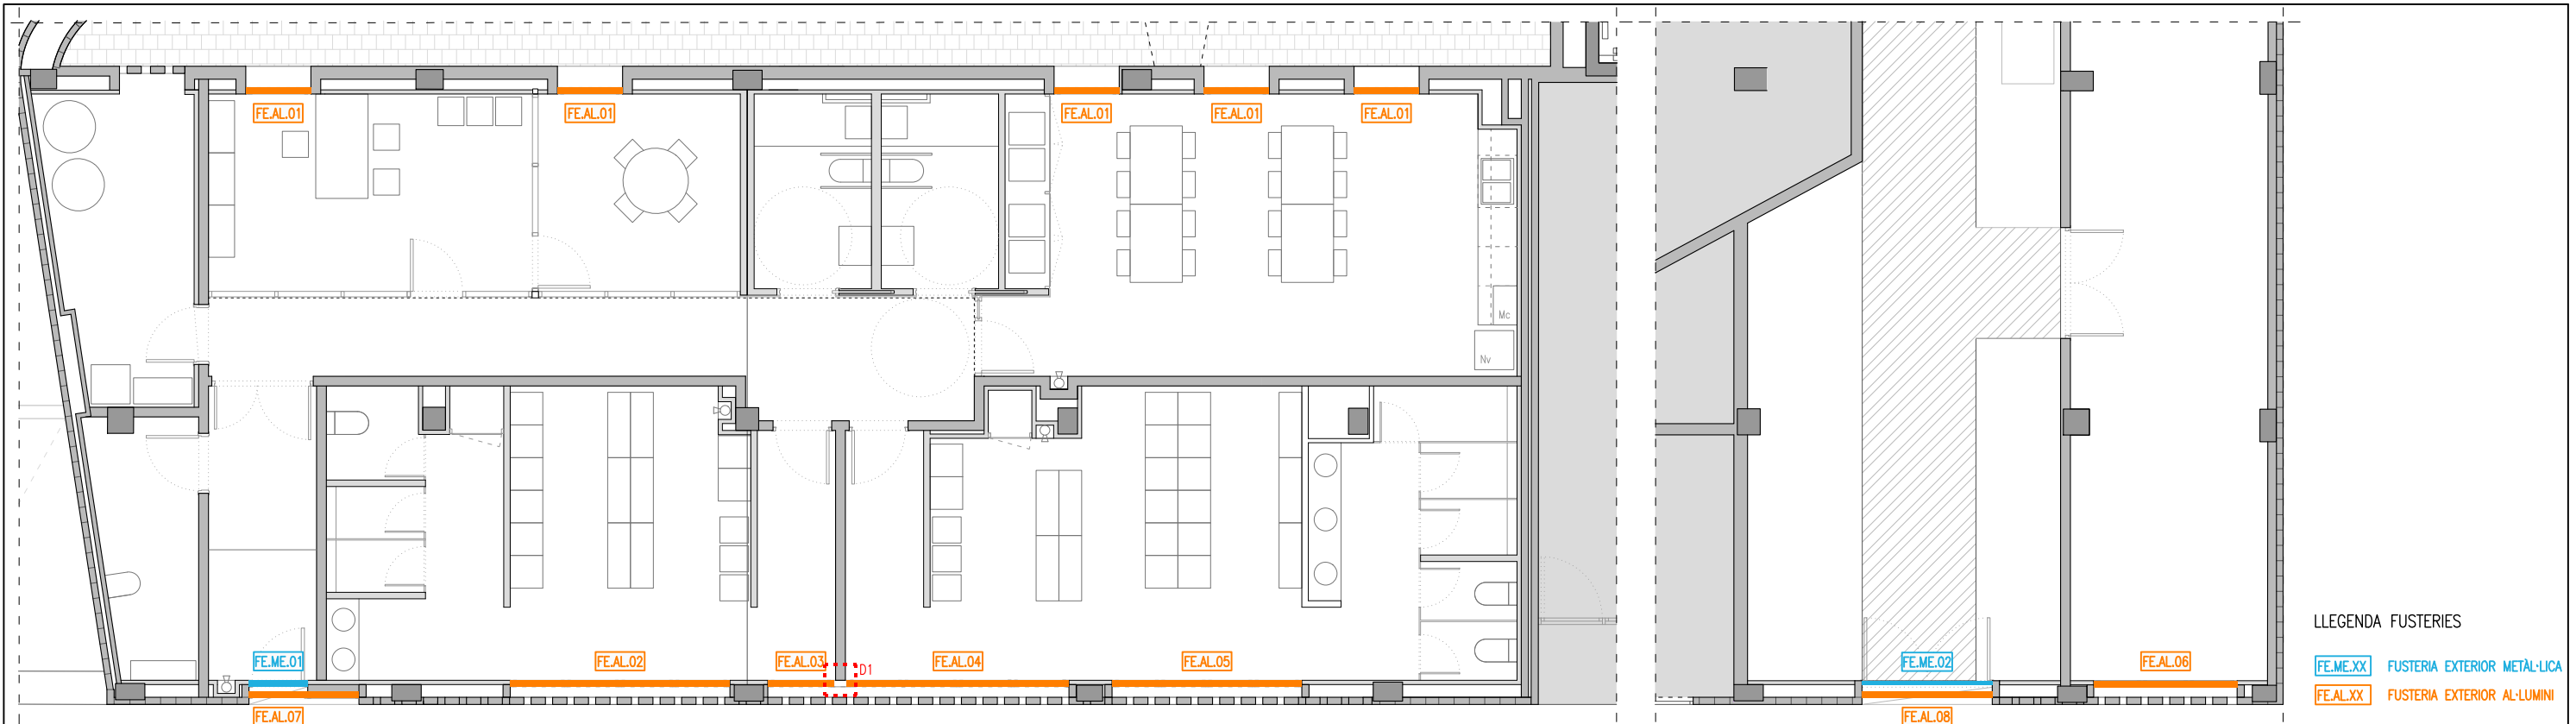 FE.AL.01
FE.AL.01
FE.AL.01
FE.AL.01
FE.AL.01
Mc
Nv
LLEGENDA FUSTERIES
FE.ME.01
FE.AL.02
FE.AL.03
D1
FE.AL.04
FE.AL.05
FE.ME.02
FE.AL.06
FE.ME.XX FUSTERIA EXTERIOR METÀL·LICA
FE.AL.XX FUSTERIA EXTERIOR AL·LUMINI
FE.AL.07
FE.AL.08